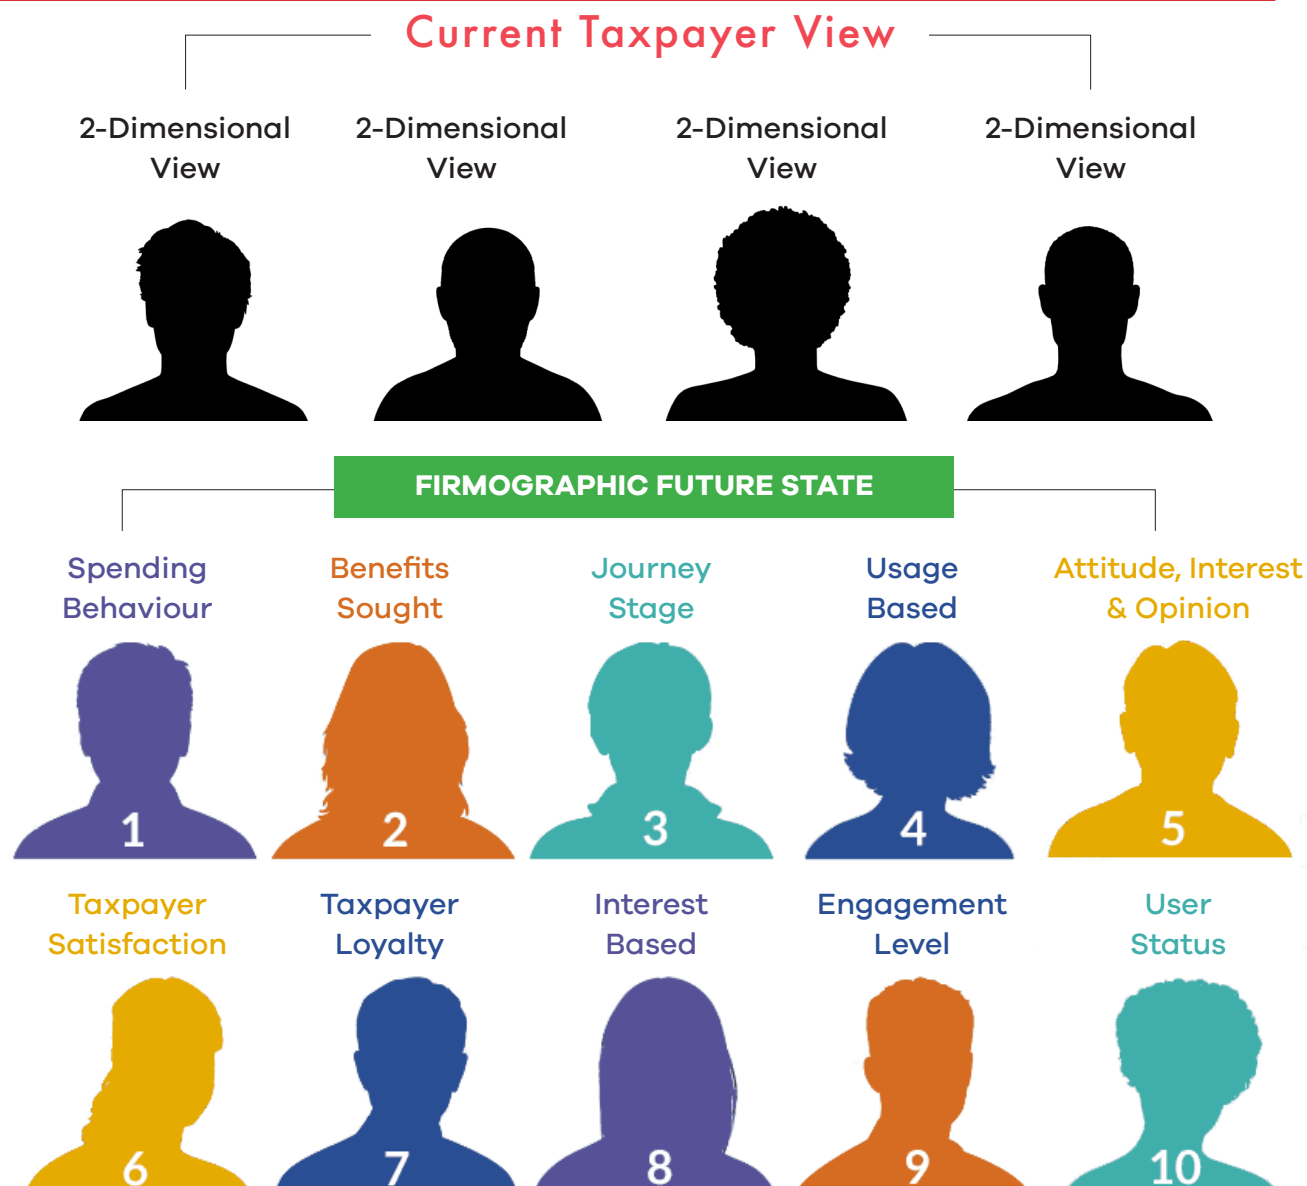 Current Taxpayer View
2-Dimensional
View
2-Dimensional
View
2-Dimensional
View
2-Dimensional
View
FIRMOGRAPHIC FUTURE STATE
Spending
Behaviour
Benefits
Sought
Journey
Stage
Usage
Based
Attitude, Interest
& Opinion
1
2
3
4
5
Taxpayer
Satisfaction
Taxpayer
Loyalty
Interest
Based
Engagement
Level
User
Status
6
7
8
9
10